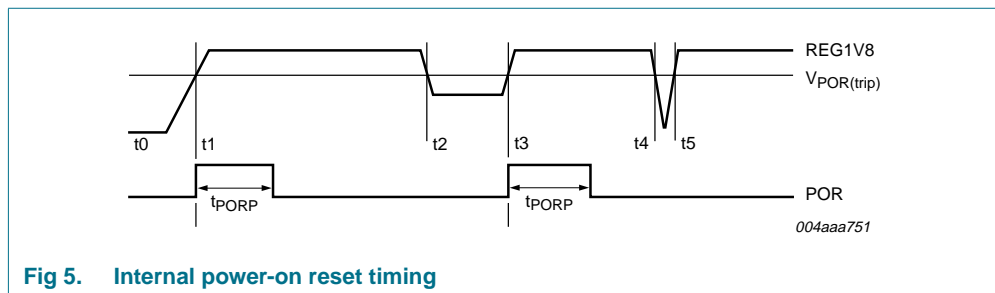 REG1V8
VPOR(trip)
t0 t1 t2 t3 t4 t5
tPORP tPORP
POR
004aaa751
Fig 5. Internal power-on reset timing